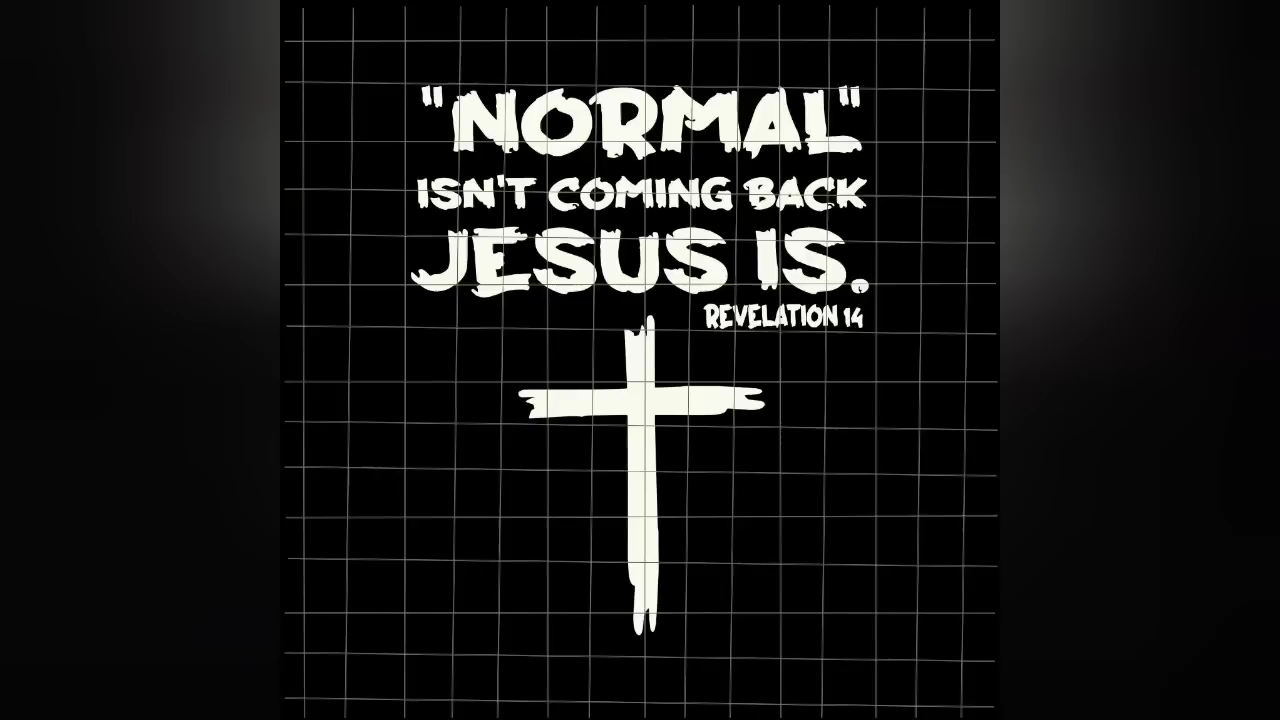 "NORMAL"
ISN'T COMING BACK
JESUS IS.
REVELATION 14